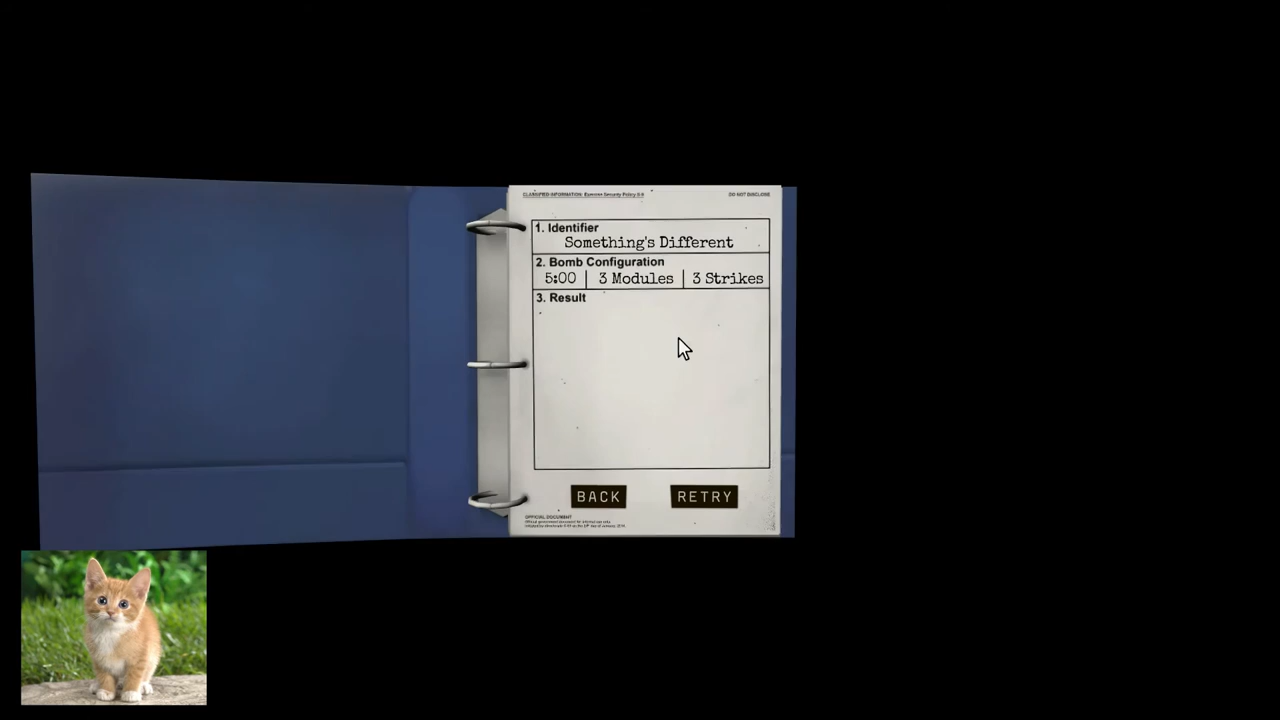 CLASSIFIED INFORMATION: 
DO NOT DISCLOSE
1. Identifier
Something's Different
2. Bomb Configuration
5:00 | 3 Modules | 3 Strikes
3. Result
BACK
RETRY
OFFICIAL DOCUMENT